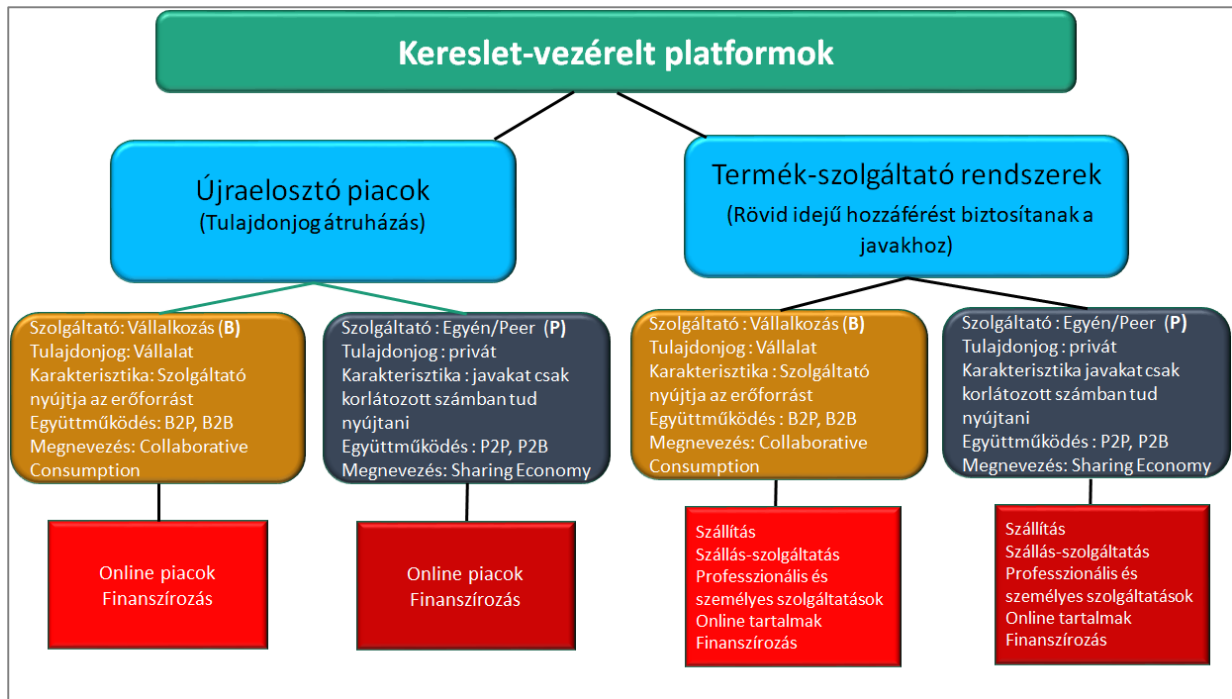 Kereslet-vezérelt platformok
Újraelosztó piacok
(Tulajdonjog átruházás)
Termék-szolgáltató rendszerek
(Rövid idejű hozzáférést biztosítanak a
javakhoz)
Szolgáltató: Vállalkozás (B)
Tulajdonjog: Vállalat
Karakterisztika: Szolgáltató
nyújtja az erőforrást
Együttműködés: B2P, B2B
Megnevezés: Collaborative
Consumption
Szolgáltató : Egyén/Peer (P)
Tulajdonjog : privát
Karakterisztika : javakat csak
korlátozott számban tud
nyújtani
Együttműködés : P2P, P2B
Megnevezés: Sharing Economy
Szolgáltató : Vállalkozás (B)
Tulajdonjog : Vállalat
Karakterisztika : Szolgáltató
nyújtja az erőforrást
Együttműködés : B2P, B2B
Megnevezés: Collaborative
Consumption
Szolgáltató : Egyén/Peer (P)
Tulajdonjog : privát
Karakterisztika javakat csak
korlátozott számban tud
nyújtani
Együttműködés : P2P, P2B
Megnevezés: Sharing Economy
Online piacok
Finanszírozás
Online piacok
Finanszírozás
Szállítás
Szállás-szolgáltatás
Professzionális és
személyes szolgáltatások
Online tartalmak
Finanszírozás
Szállítás
Szállás-szolgáltatás
Professzionális és
személyes szolgáltatások
Online tartalmak
Finanszírozás